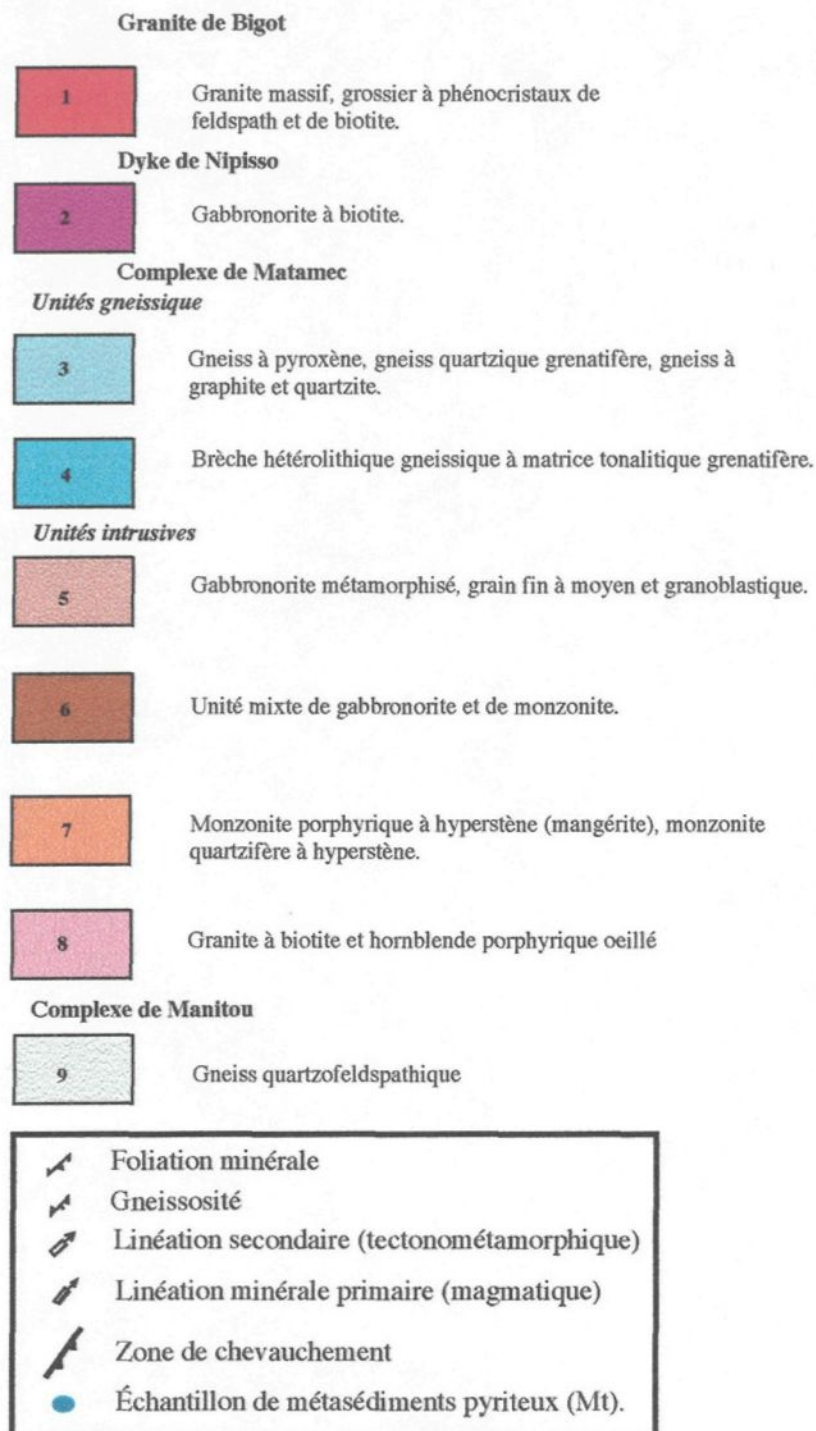 Granite de Bigot
1
Granite massif, grossier à phénocristaux de
feldspath et de biotite.
Dyke de Nipisso
2
Gabbronorite à biotite.
Complexe de Matamec
Unités gneissique
3
Gneiss à pyroxène, gneiss quartzique grenatifère, gneiss à
graphite et quartzite.
4
Brèche hétérolithique gneissique à matrice tonalitique grenatifère.
Unités intrusives
5
Gabbronorite métamorphisé, grain fin à moyen et granoblastique.
6
Unité mixte de gabbronorite et de monzonite.
7
Monzonite porphyrique à hyperstène (mangérite), monzonite
quartzifère à hyperstène.
8
Granite à biotite et hornblende porphyrique oeillé
Complexe de Manitou
9
Gneiss quartzofeldspathique
Foliation minérale
Gneissosité
Linéation secondaire (tectonométamorphique)
Linéation minérale primaire (magmatique)
Zone de chevauchement
Échantillon de métasédiments pyriteux (Mt).